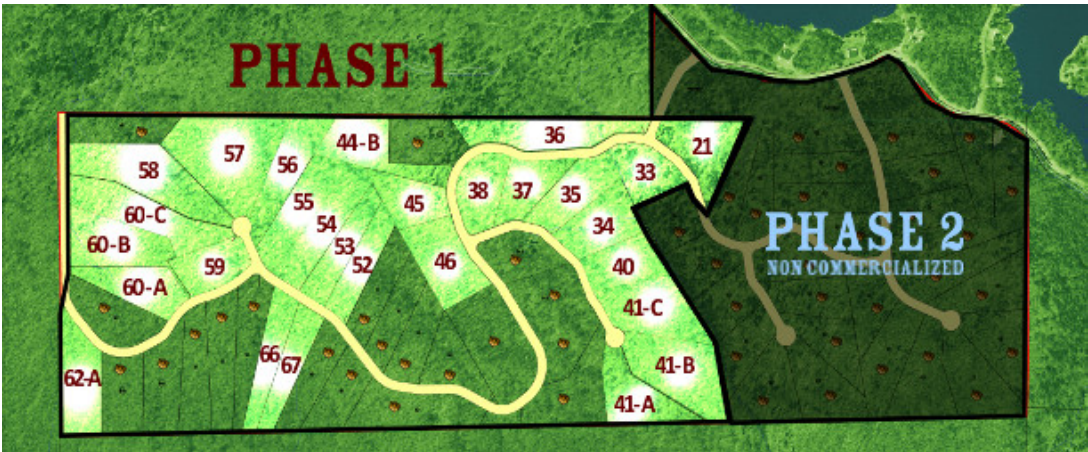 PHASE 1
36
44-B
21
57
56
58
33
38
37
35
45
55
60-C
54
34
60-B
53
46
52
59
40
60-A
41-C
66
67
41-B
62-A
41-A
PHASE 2
NON COMMERCIALIZED